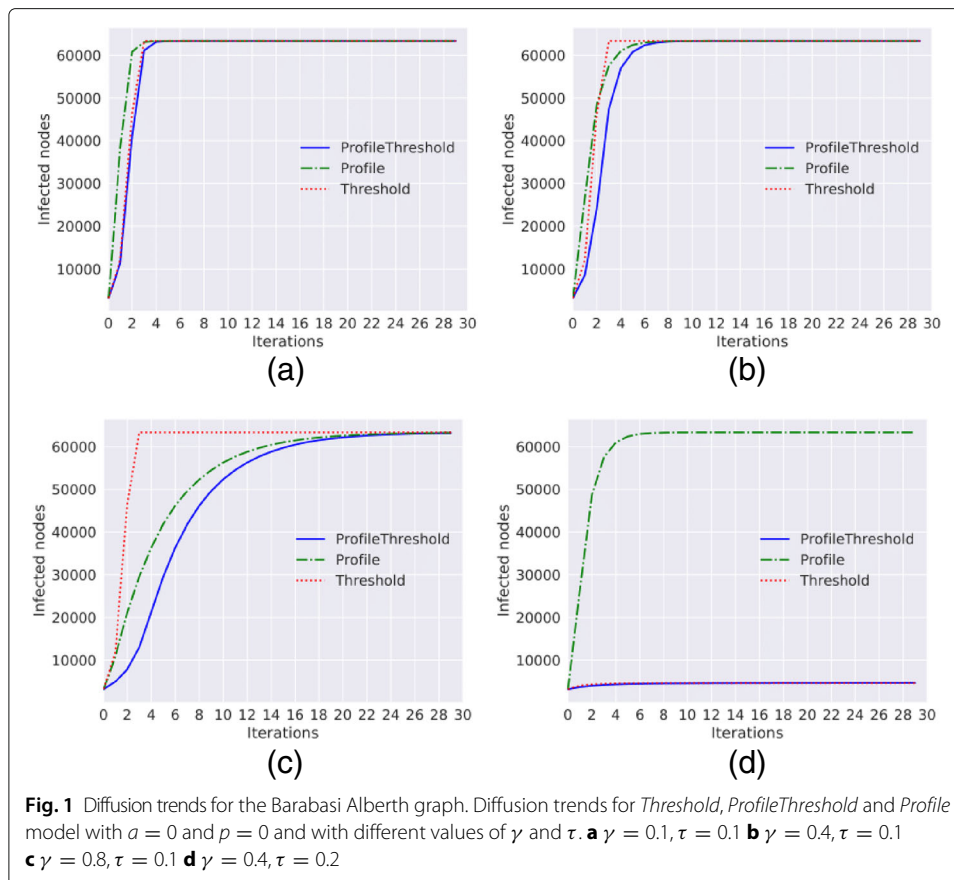 60000
50000
40000
30000
20000
10000
Infected nodes
ProfileThreshold
Profile
Threshold
0 2 4 6 8 10 12 14 16 18 20 22 24 26 28 30
Iterations
(a)
60000
50000
40000
30000
20000
10000
Infected nodes
ProfileThreshold
Profile
Threshold
0 2 4 6 8 10 12 14 16 18 20 22 24 26 28 30
Iterations
(b)
60000
50000
40000
30000
20000
10000
Infected nodes
ProfileThreshold
Profile
Threshold
0 2 4 6 8 10 12 14 16 18 20 22 24 26 28 30
Iterations
(c)
60000
50000
40000
30000
20000
10000
Infected nodes
ProfileThreshold
Profile
Threshold
0 2 4 6 8 10 12 14 16 18 20 22 24 26 28 30
Iterations
(d)
Fig. 1 Diffusion trends for the Barabasi Alberth graph. Diffusion trends for Threshold, ProfileThreshold and Profile
model with a = 0 and p = 0 and with different values of γ and τ. a γ = 0.1, τ = 0.1 b γ = 0.4, τ = 0.1
c γ = 0.8, τ = 0.1 d γ = 0.4, τ = 0.2